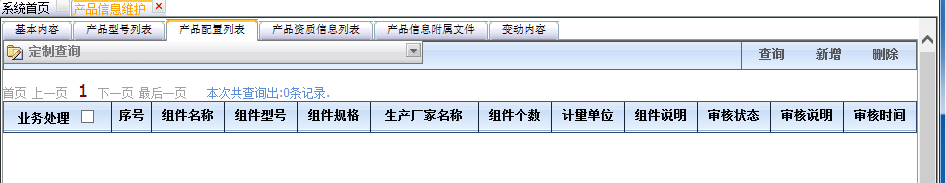 系统首页 产品信息维护
基本内容 产品型号列表 产品配置列表 产品资质信息列表 产品信息附属文件 变动内容
定制查询 查询 新增 删除
首页 上一页 1 下一页 最后一页 本次共查询出:0条记录.
业务处理 序号 组件名称 组件型号 组件规格 生产厂家名称 组件个数 计量单位 组件说明 审核状态 审核说明 审核时间